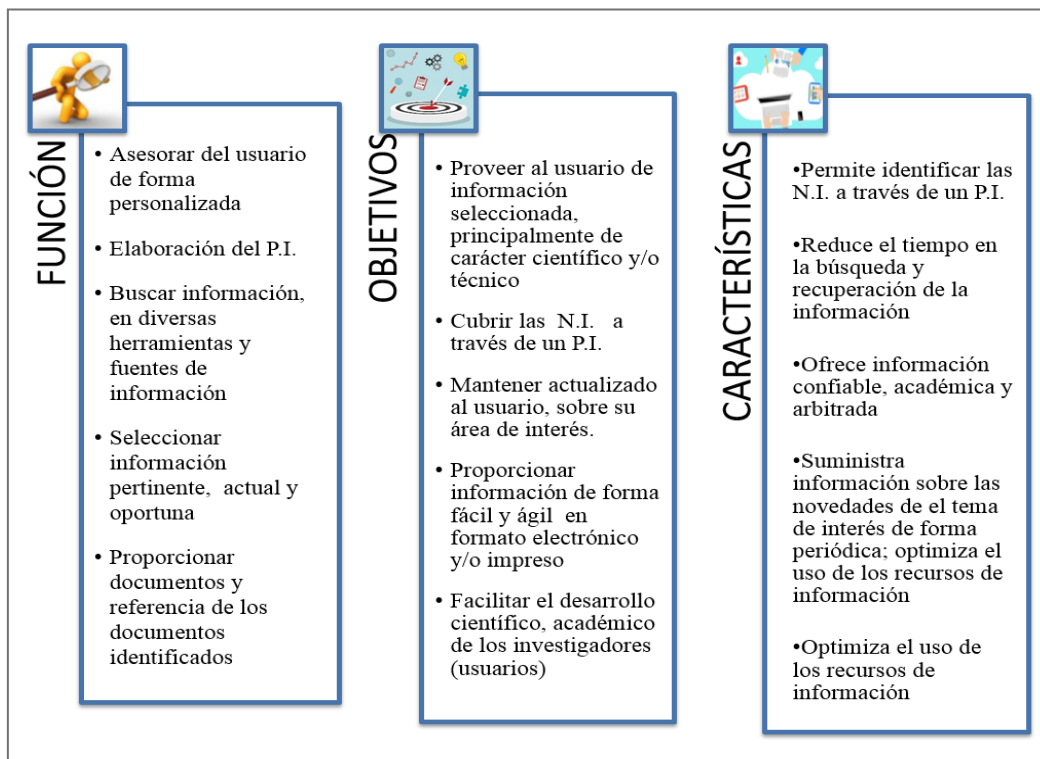 FUNCIÓN
• Asesorar del usuario
de forma
personalizada
• Elaboración del P.I.
• Buscar información,
en diversas
herramientas y
fuentes de
información
• Seleccionar
información
pertinente, actual y
oportuna
• Proporcionar
documentos y
referencia de los
documentos
identificados
OBJETIVOS
• Proveer al usuario de
información
seleccionada,
principalmente de
carácter científico y/o
técnico
• Cubrir las N.I. a
través de un P.I.
• Mantener actualizado
al usuario, sobre su
área de interés.
• Proporcionar
información de forma
fácil y ágil en
formato electrónico
y/o impreso
• Facilitar el desarrollo
científico, académico
de los investigadores
(usuarios)
CARACTERÍSTICAS
•Permite identificar las
N.I. a través de un P.I.
•Reduce el tiempo en
la búsqueda y
recuperación de la
información
•Ofrece información
confiable, académica y
arbitrada
•Suministra
información sobre las
novedades de el tema
de interés de forma
periódica; optimiza el
uso de los recursos de
información
•Optimiza el uso de
los recursos de
información